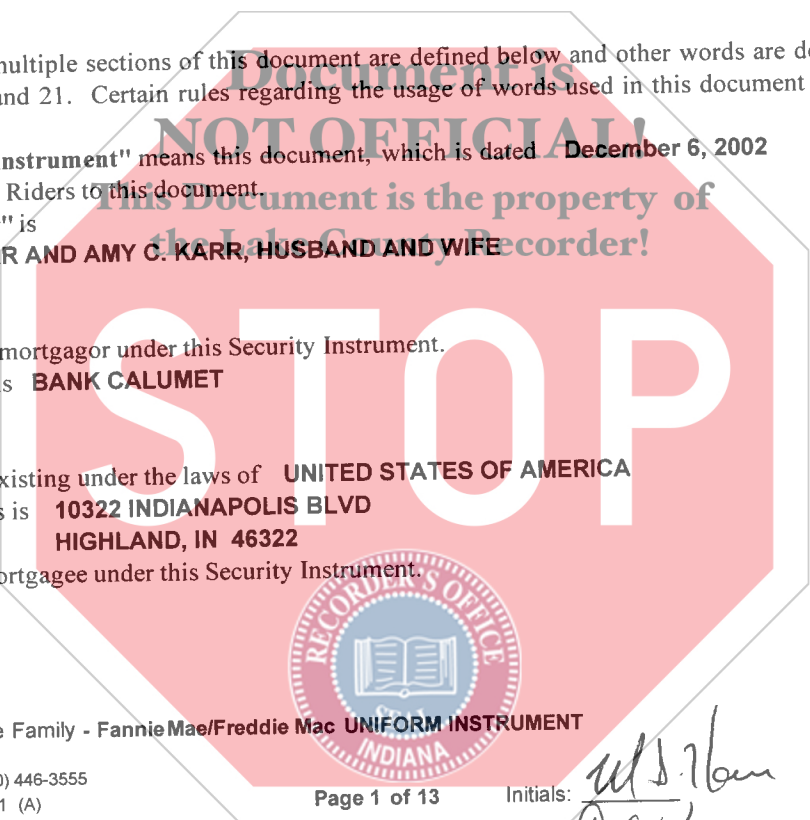 multiple sections of this document are defined below and other words are de
and 21. Certain rules regarding the usage of words used in this document
Document is
NOT OFFICIAL!
This Document is the property of
the Lake County Recorder!
nstrument" means this document, which is dated December 6, 2002
Riders to this document.
" is
R AND AMY C. KARR, HUSBAND AND WIFE
mortgagor under this Security Instrument.
s BANK CALUMET
STOP
xisting under the laws of UNITED STATES OF AMERICA
s is 10322 INDIANAPOLIS BLVD
HIGHLAND, IN 46322
ortgagee under this Security Instrument.
RECORDER'S OFFICE
SEAL
INDIANA
e Family - Fannie Mae/Freddie Mac UNIFORM INSTRUMENT
0) 446-3555
1 (A)
Page 1 of 13
Initials: